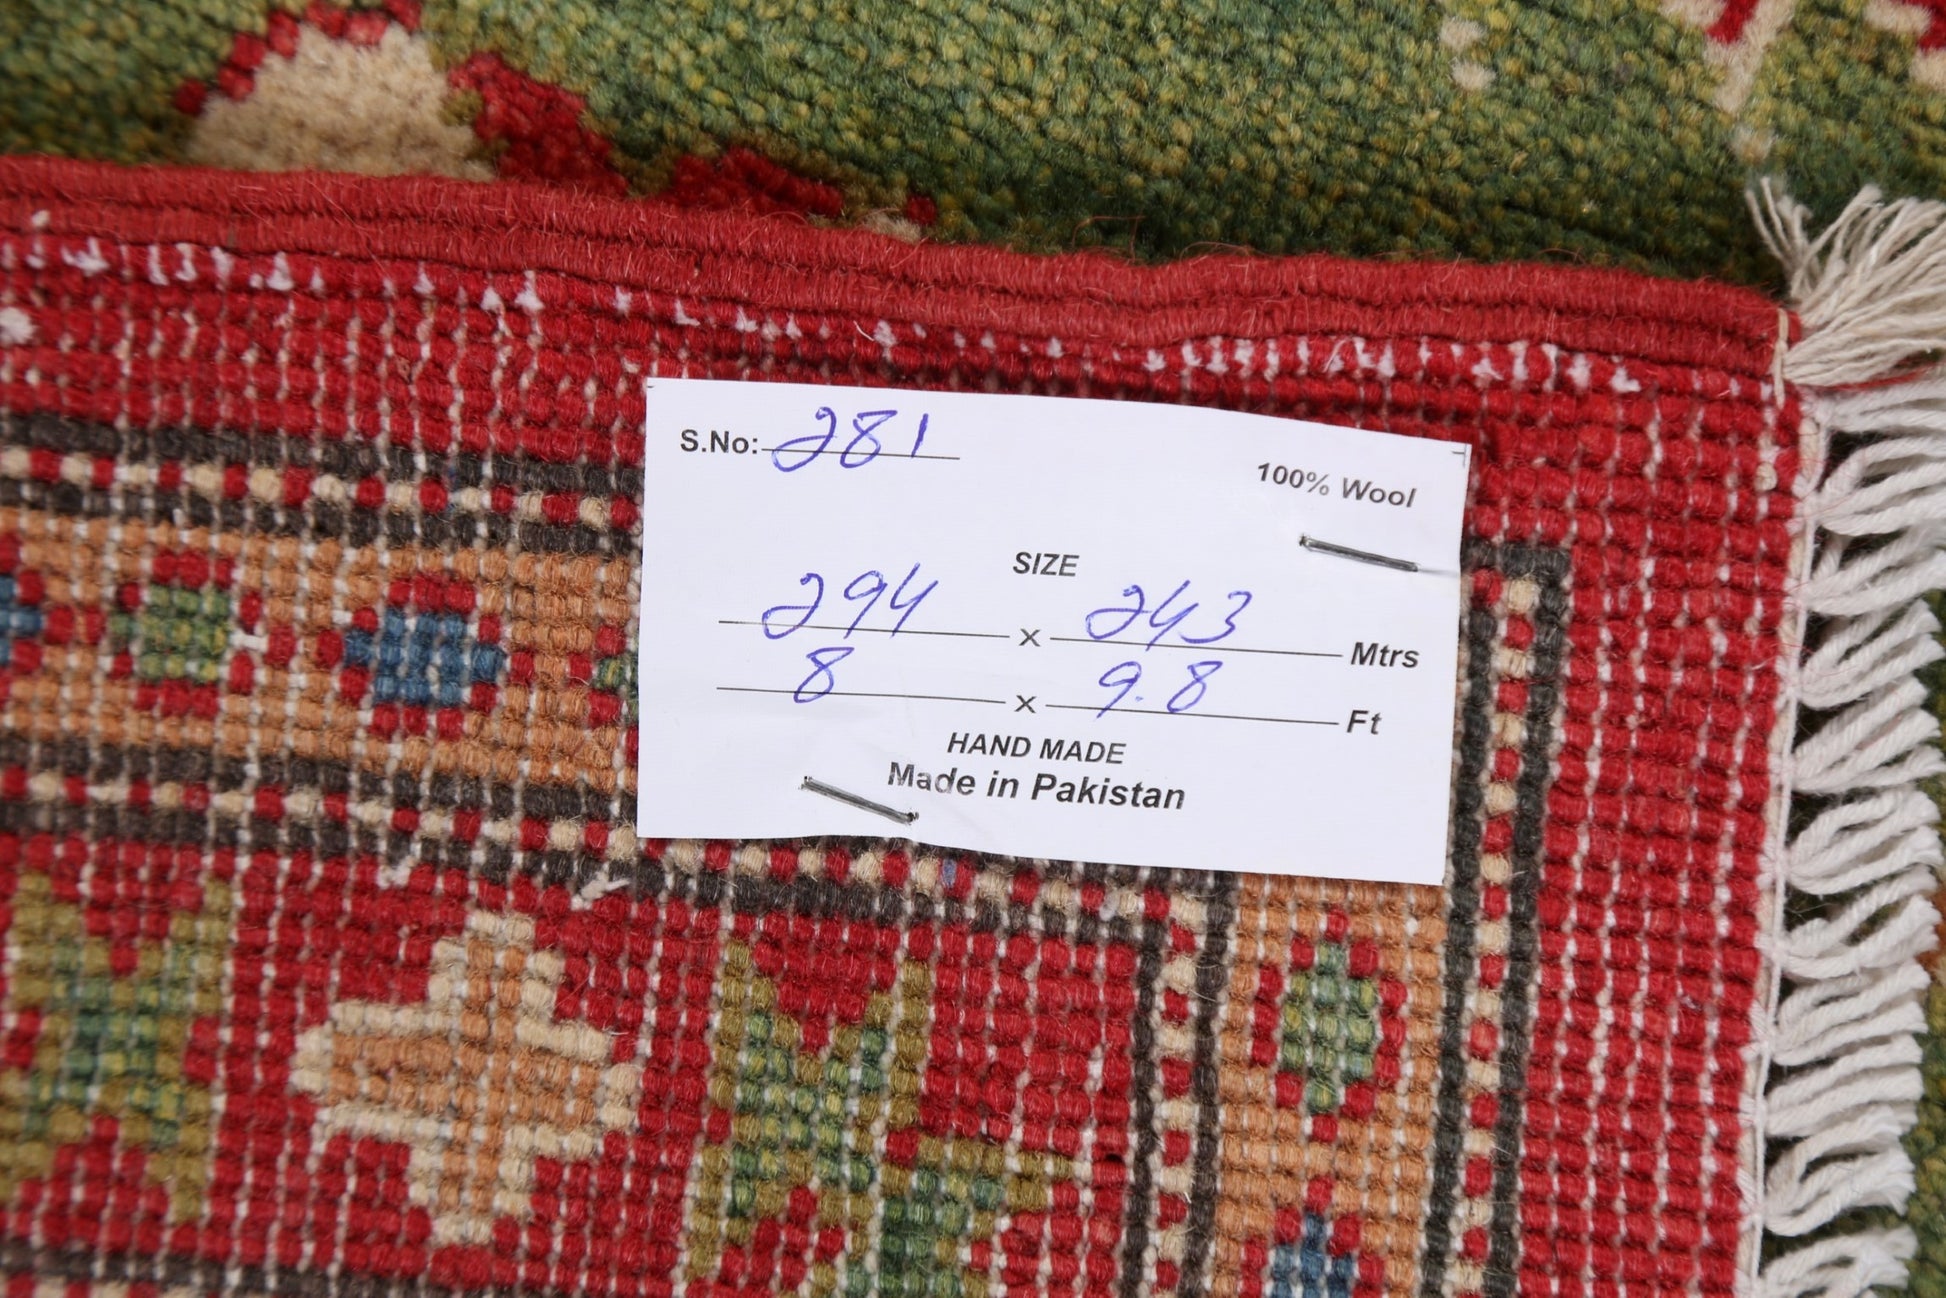 S.No: 281
100% Wool
SIZE
294 x 243 Mtrs
8 x 9.8 Ft
HAND MADE
Made in Pakistan